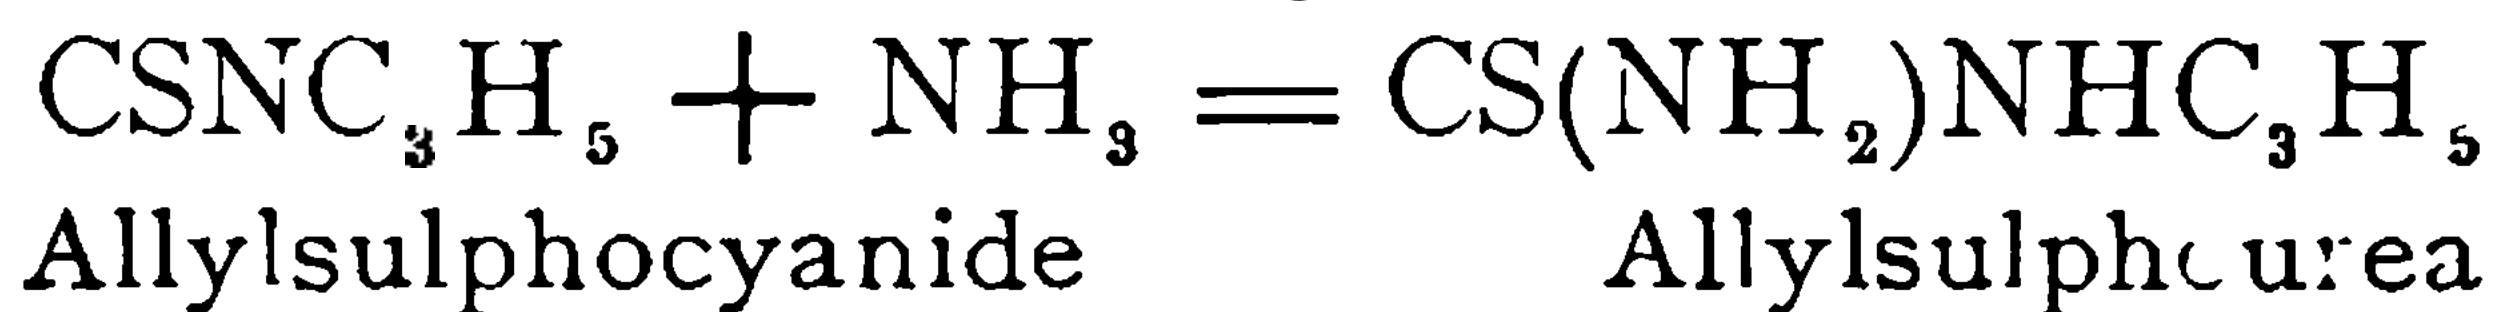 CSNC₃H₅ + NH₃ = CS(NH₂)NHC₃H₅
Allylsulphocyanide Allylsulphourea